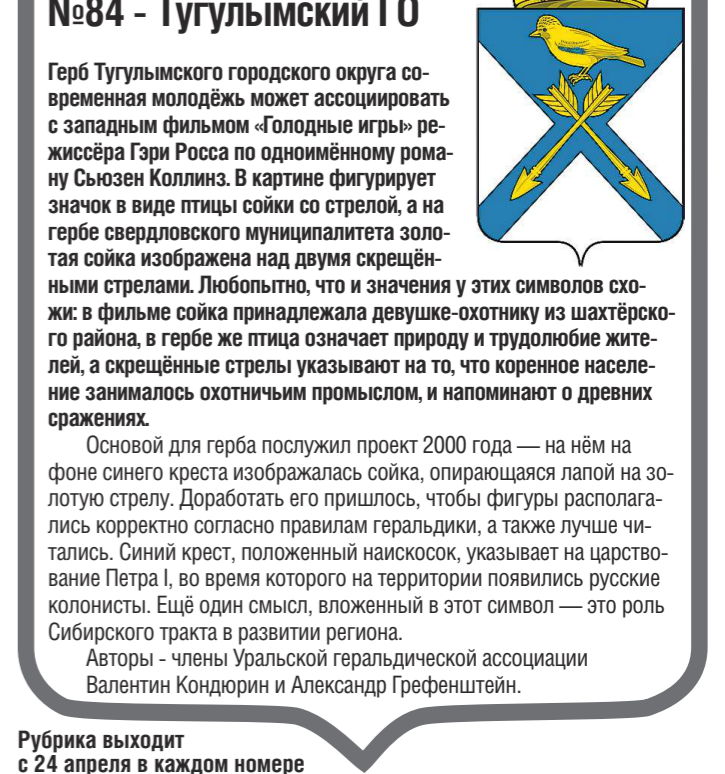 №84 - Тугулымский ГО
Герб Тугулымского городского округа со-
временная молодёжь может ассоциировать
с западным фильмом «Голодные игры» ре-
жиссёра Гэри Росса по одноимённому рома-
ну Сьюзен Коллинз. В картине фигурирует
значок в виде птицы сойки со стрелой, а на
гербе свердловского муниципалитета золо-
тая сойка изображена над двумя скрещён-
ными стрелами. Любопытно, что и значения у этих символов схо-
жи: в фильме сойка принадлежала девушке-охотнику из шахтёрско-
го района, в гербе же птица означает природу и трудолюбие жите-
лей, а скрещённые стрелы указывают на то, что коренное населе-
ние занималось охотничьим промыслом, и напоминают о древних
сражениях.
Основой для герба послужил проект 2000 года — на нём на
фоне синего креста изображалась сойка, опирающаяся лапой на зо-
лотую стрелу. Доработать его пришлось, чтобы фигуры располага-
лись корректно согласно правилам геральдики, а также лучше чи-
тались. Синий крест, положенный наискосок, указывает на царство-
вание Петра I, во время которого на территории появились русские
колонисты. Ещё один смысл, вложенный в этот символ — это роль
Сибирского тракта в развитии региона.
Авторы - члены Уральской геральдической ассоциации
Валентин Кондюрин и Александр Грефенштейн.
Рубрика выходит
с 24 апреля в каждом номере